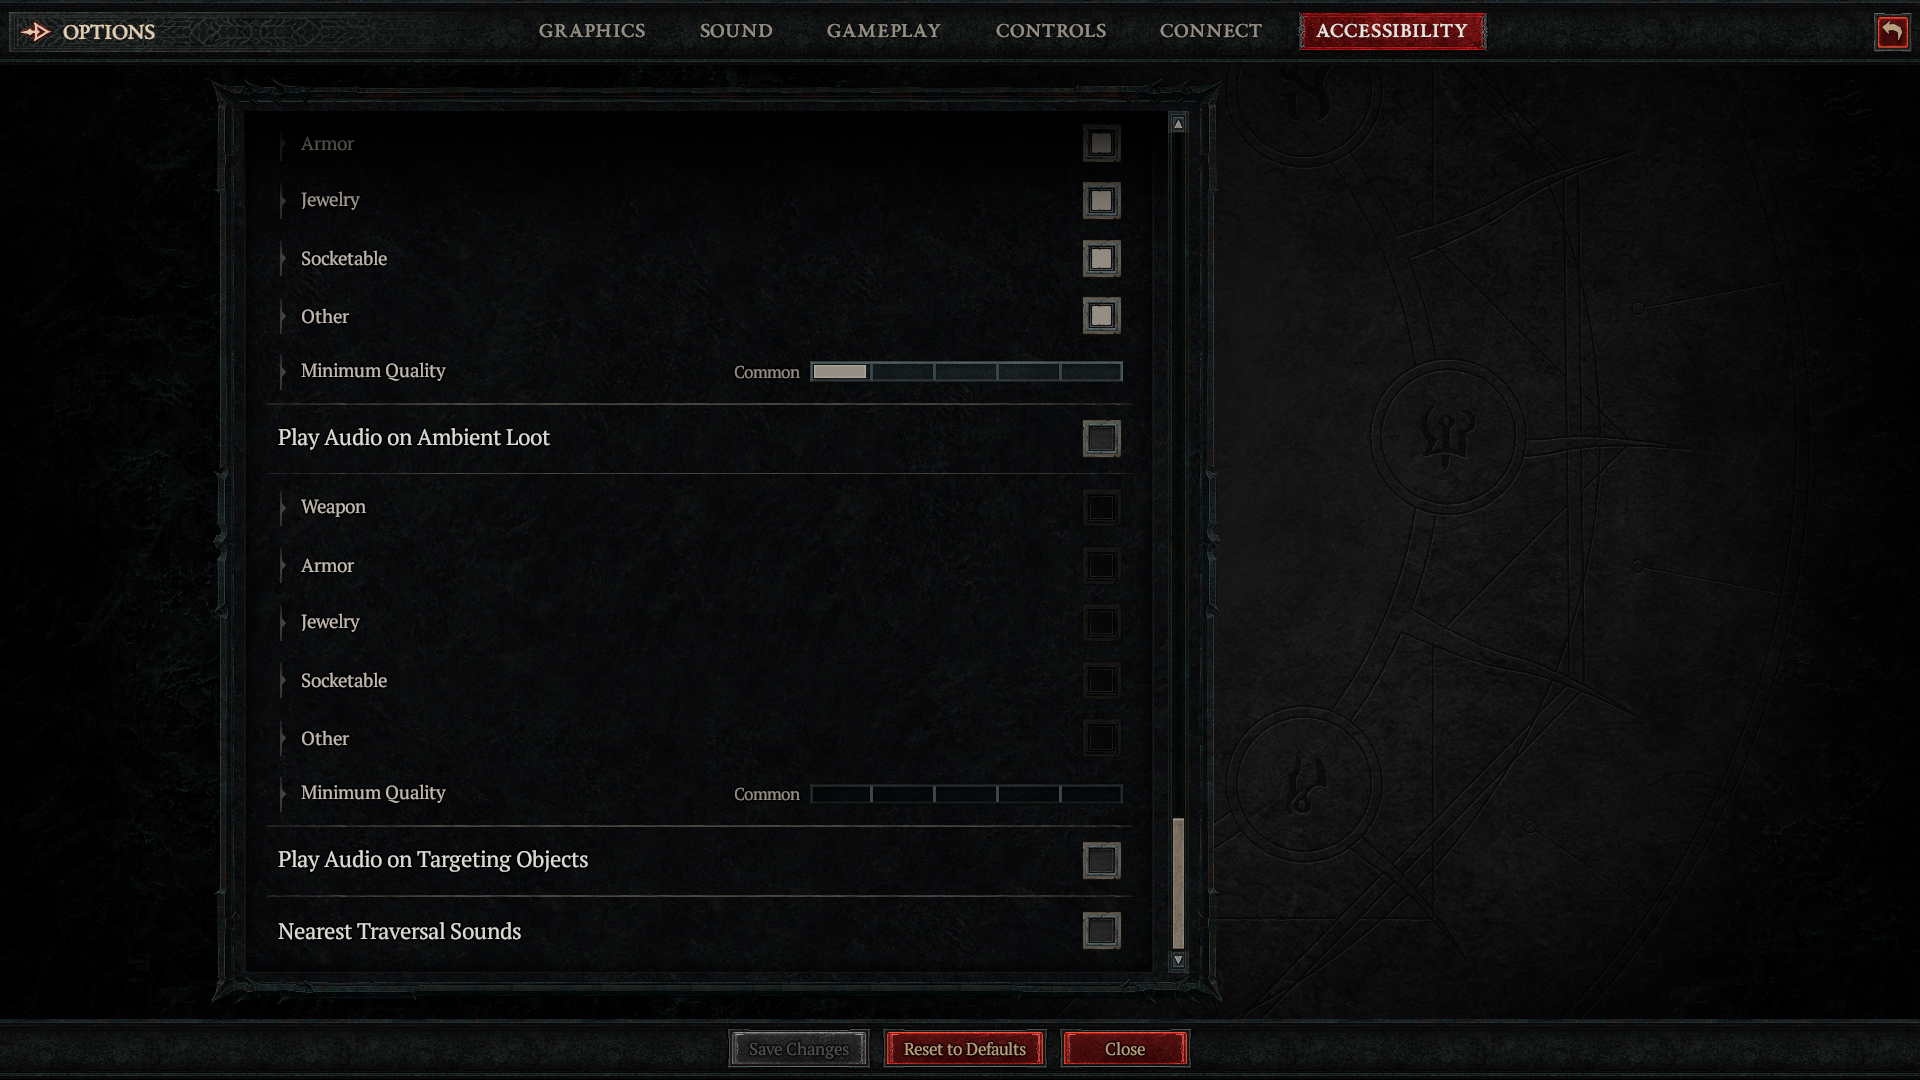 OPTIONS
GRAPHICS
SOUND
GAMEPLAY
CONTROLS
CONNECT
ACCESSIBILITY
Armor
Jewelry
Socketable
Other
Minimum Quality Common
Play Audio on Ambient Loot
Weapon
Armor
Jewelry
Socketable
Other
Minimum Quality Common
Play Audio on Targeting Objects
Nearest Traversal Sounds
Save Changes
Reset to Defaults
Close